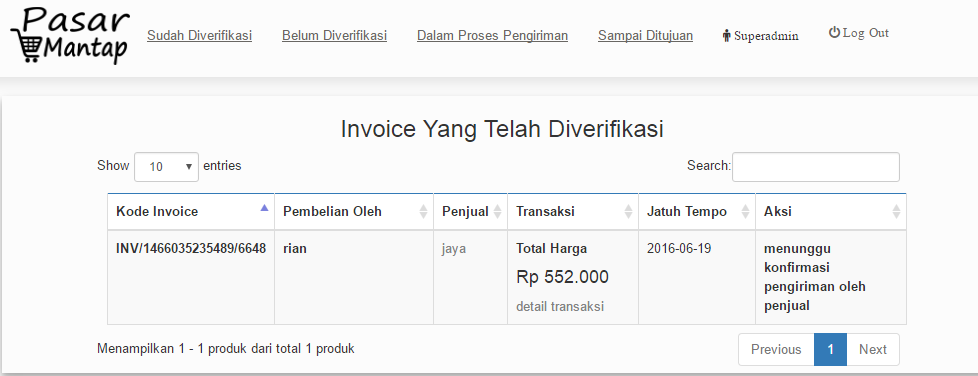 Pasar
Mantap
Sudah Diverifikasi Belum Diverifikasi Dalam Proses Pengiriman Sampai Ditujuan Superadmin Log Out
Invoice Yang Telah Diverifikasi
Show 10 entries Search:
Kode Invoice Pembelian Oleh Penjual Transaksi Jatuh Tempo Aksi
INV/1466035235489/6648 rian jaya Total Harga 2016-06-19 menunggu
konfirmasi
Rp 552.000
pengiriman oleh
detail transaksi
penjual
Menampilkan 1 - 1 produk dari total 1 produk Previous 1 Next